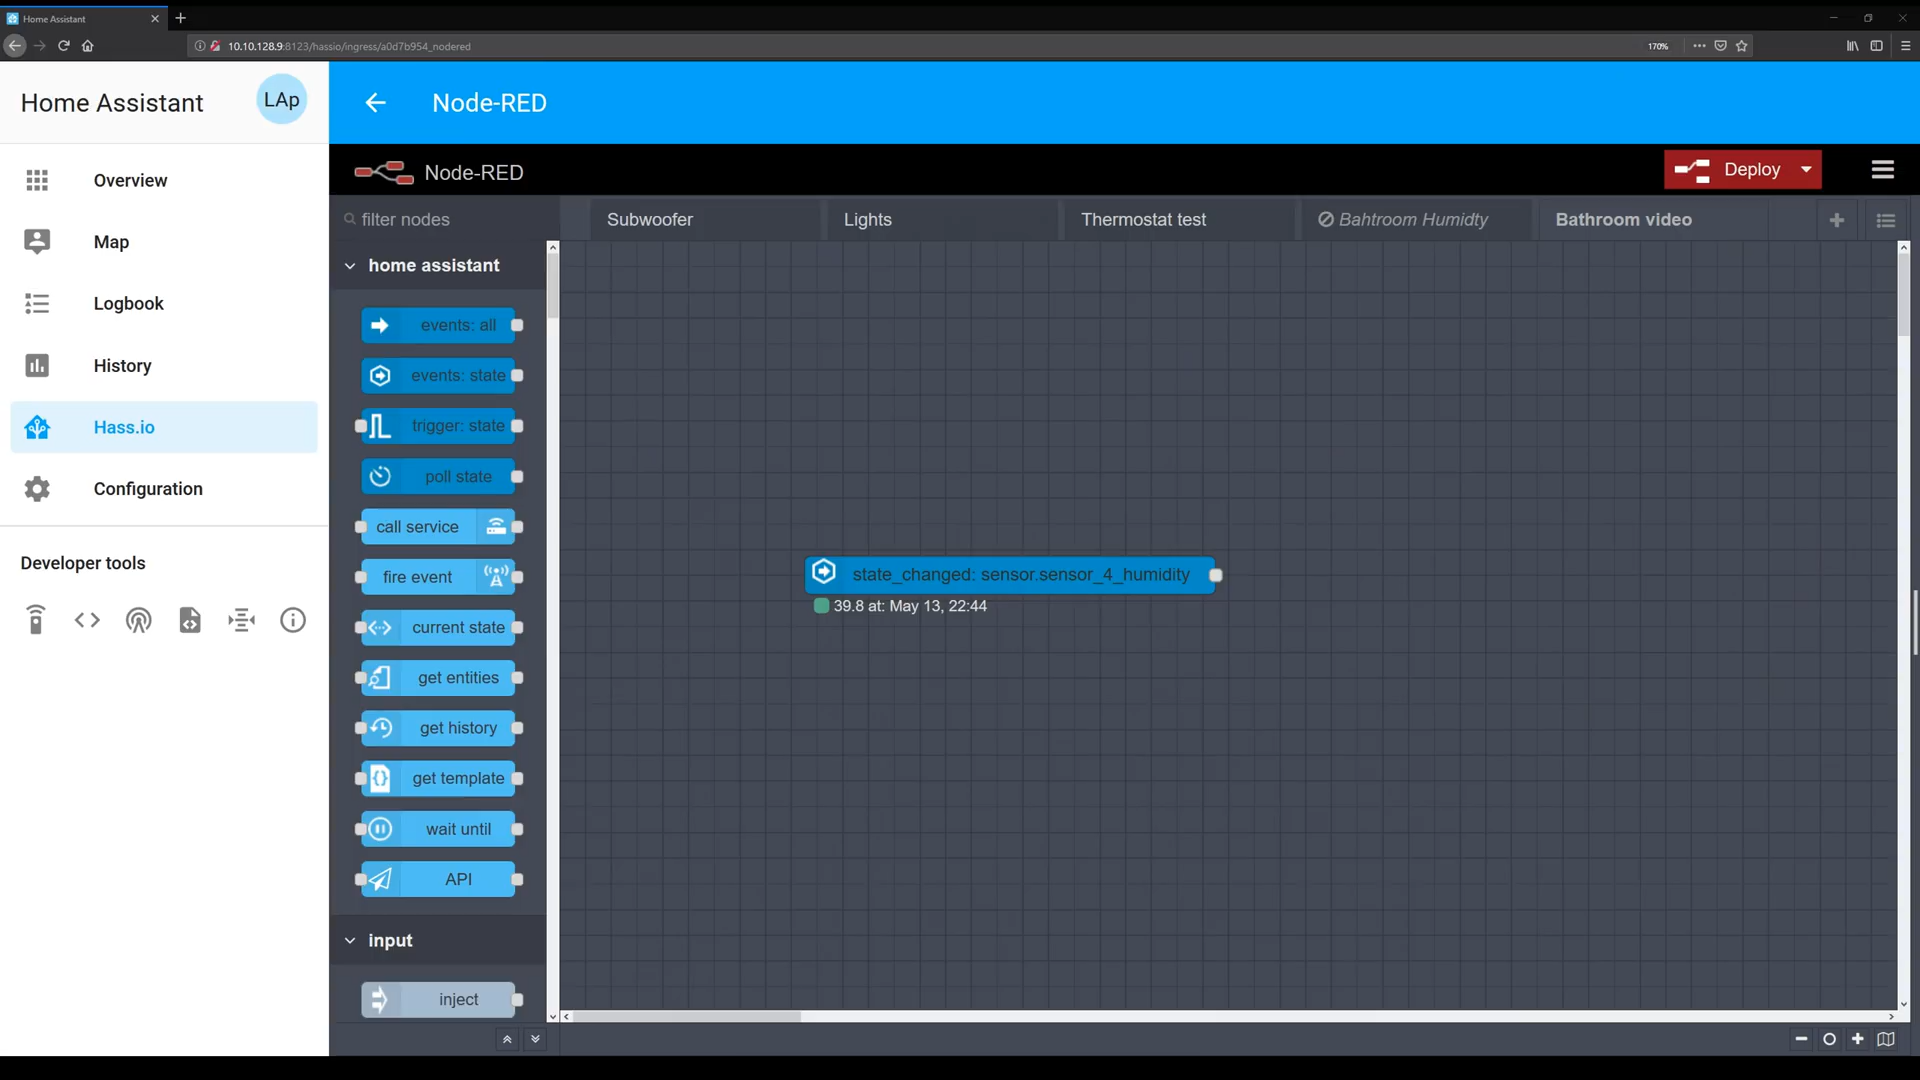 Home Assistant
10.10.128.9:8123/hassio/ingress/a0d7b954_nodered
170%
Home Assistant
LAp
Node-RED
Node-RED
Deploy
Overview
Map
Logbook
History
Hass.io
Configuration
Developer tools
filter nodes
home assistant
events: all
events: state
trigger: state
poll state
call service
fire event
current state
get entities
get history
get template
wait until
API
input
inject
Subwoofer
Lights
Thermostat test
Bahtroom Humidty
Bathroom video
state_changed: sensor.sensor_4_humidity
39.8 at: May 13, 22:44